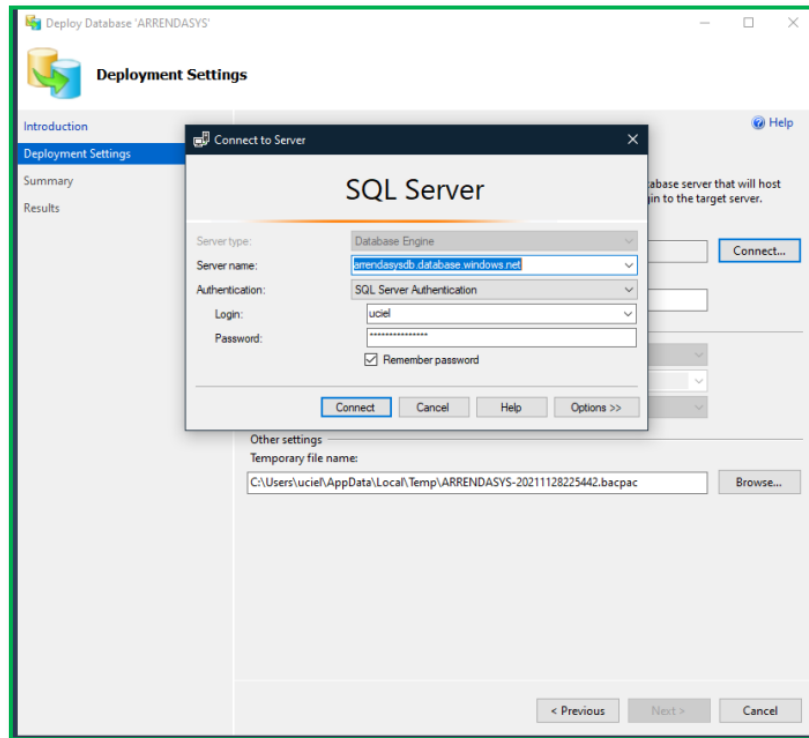 Deploy Database 'ARRENDASYS'
Deployment Settings
Introduction
Help
Deployment Settings
Summary
Results
Connect to Server
SQL Server
tabase server that will host
gin to the target server.
Server type:
Database Engine
Server name:
arrendasysdb.database.windows.net
Connect...
Authentication:
SQL Server Authentication
Login:
uciel
Password:
***************
Remember password
Connect
Cancel
Help
Options >>
Other settings
Temporary file name:
C:\Users\uciel\AppData\Local\Temp\ARRENDASYS-20211128225442.bacpac
Browse...
< Previous
Next >
Cancel